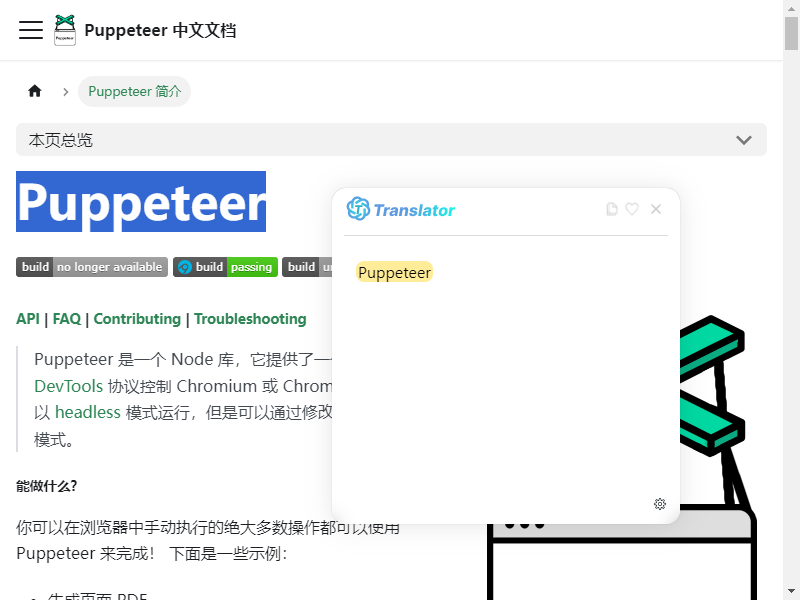 Puppeteer 中文文档
Puppeteer 简介
本页总览
Puppeteer
build no longer available build passing build
Translator
Puppeteer
API | FAQ | Contributing | Troubleshooting
Puppeteer 是一个 Node 库，它提供了一
DevTools 协议控制 Chromium 或 Chrom
以 headless 模式运行，但是可以通过修改
模式。
能做什么?
你可以在浏览器中手动执行的绝大多数操作都可以使用
Puppeteer 来完成！ 下面是一些示例：
生成页面 PDF